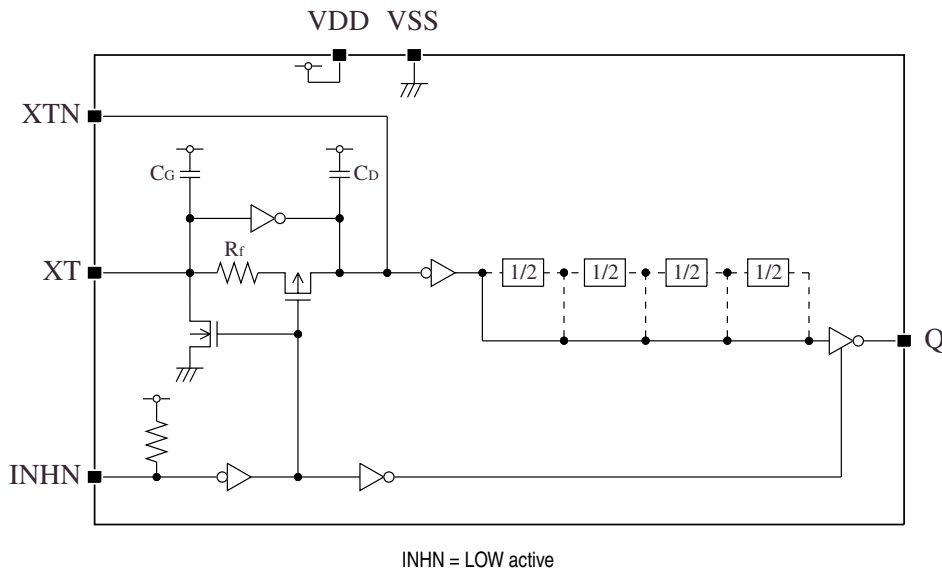 VDD VSS
XTN
CG CD
Rf
XT
1/2 1/2 1/2 1/2
Q
INHN
INHN = LOW active